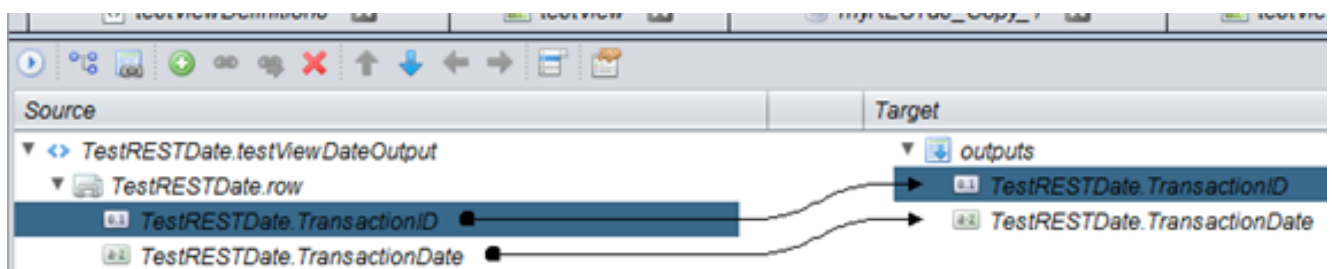 Source Target
TestRESTDate.testViewDateOutput outputs
TestRESTDate.row TestRESTDate.TransactionID
TestRESTDate.TransactionID TestRESTDate.TransactionDate
TestRESTDate.TransactionDate